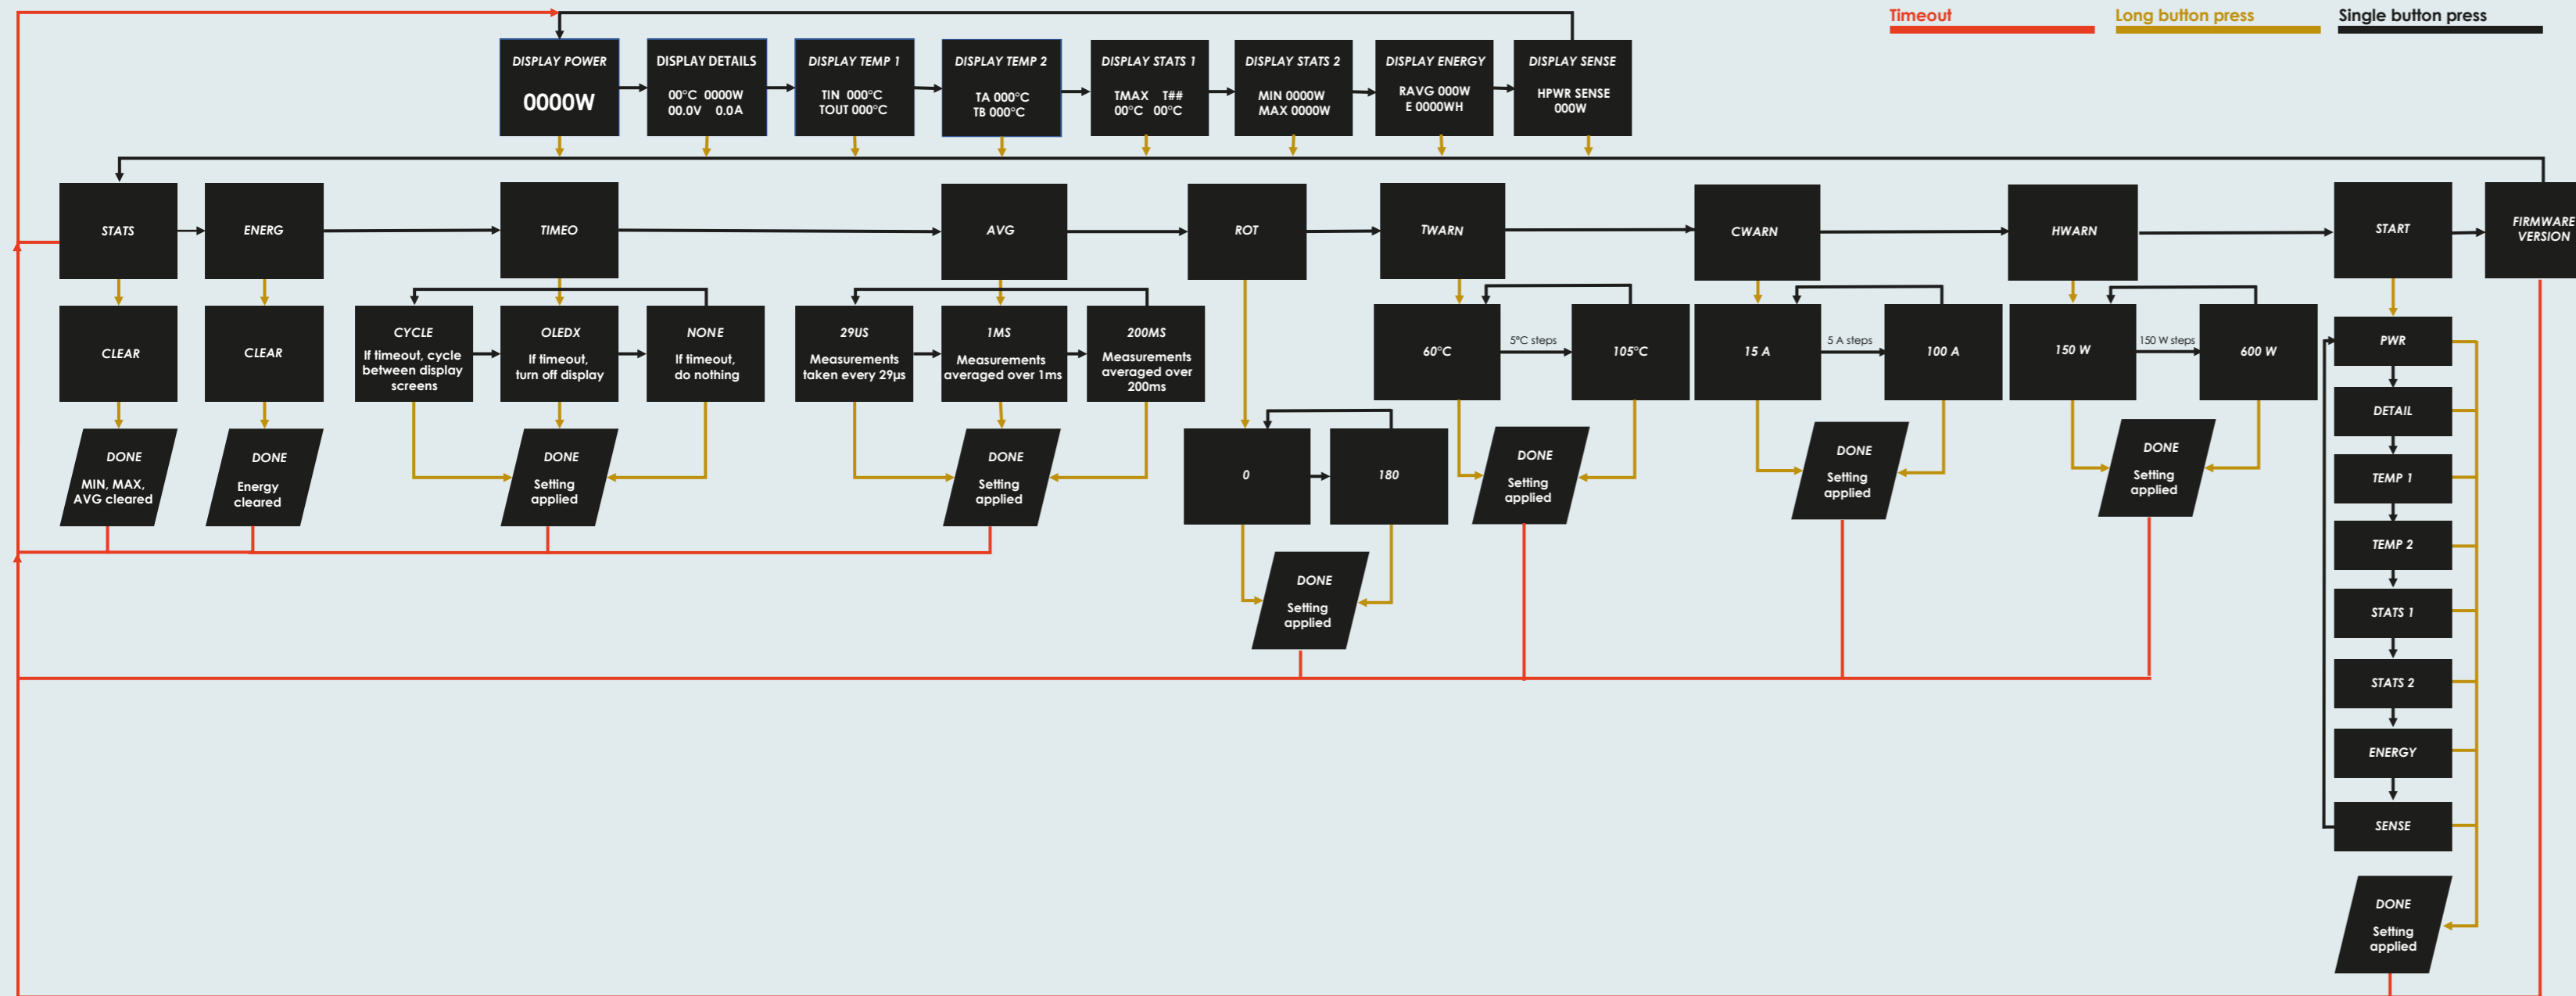 Timeout
Long button press
Single button press
DISPLAY POWER
0000W
DISPLAY DETAILS
00°C 0000W
00.0V 0.0A
DISPLAY TEMP 1
TIN 000°C
TOUT 000°C
DISPLAY TEMP 2
TA 000°C
TB 000°C
DISPLAY STATS 1
TMAX T##
00°C 00°C
DISPLAY STATS 2
MIN 0000W
MAX 0000W
DISPLAY ENERGY
RAVG 000W
E 0000WH
DISPLAY SENSE
HPWR SENSE
000W
STATS
ENERG
TIMEO
AVG
ROT
TWARN
CWARN
HWARN
START
FIRMWARE
VERSION
CLEAR
CLEAR
CYCLE
If timeout, cycle
between display
screens
OLEDX
If timeout,
turn off display
NONE
If timeout,
do nothing
29US
Measurements
taken every 29µs
1MS
Measurements
averaged over 1ms
200MS
Measurements
averaged over
200ms
60°C
5°C steps
105°C
15 A
5 A steps
100 A
150 W
150 W steps
600 W
PWR
DETAIL
TEMP 1
TEMP 2
STATS 1
STATS 2
ENERGY
SENSE
DONE
MIN, MAX,
AVG cleared
DONE
Energy
cleared
DONE
Setting
applied
DONE
Setting
applied
0
180
DONE
Setting
applied
DONE
Setting
applied
DONE
Setting
applied
DONE
Setting
applied
DONE
Setting
applied